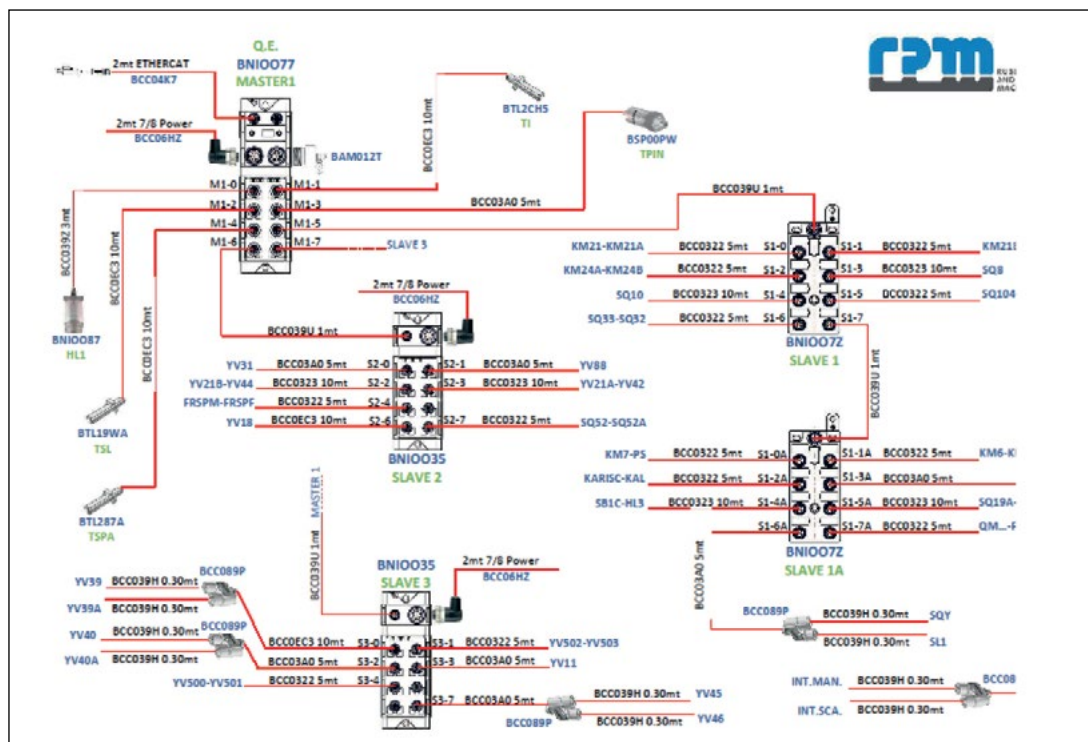 Q.E.
BNIOO77
MASTER1
2mt ETHERCAT
BCC04K7
2mt 7/8 Power
BCC06HZ
BAM012T
M1-0
M1-1
M1-2
M1-3
M1-4
M1-5
M1-6
M1-7
SLAVE 3
BCC039Z 3mt
BCC0EC3 10mt
BCC0EC3 10mt
BNIOO87
HL1
BTL19WA
TSL
BTL287A
TSPA
BCC0EC3 10mt
BTL2CH5
TI
BCC03A0 5mt
BSP00PW
TPIN
rpm
BCC039U 1mt
KM21-KM21A BCC0322 5mt S1-0
S1-1 BCC0322 5mt
KM24A-KM24B BCC0322 5mt S1-2
S1-3 BCC0323 10mt SQ8
SQ10 BCC0323 10mt S1-4
S1-5 DCC0322 5mt SQ104
SQ33-SQ32 BCC0322 5mt S1-6
S1-7
BNIOO7Z
SLAVE 1
BCC039U 1mt
2mt 7/8 Power
BCC06HZ
BCC039U 1mt
YV31 BCC03A0 5mt S2-0
S2-1 BCC03A0 5mt YV88
YV21B-YV44 BCC0323 10mt S2-2
S2-3 BCC0323 10mt YV21A-YV42
FRSPM-FRSPF BCC0322 5mt S2-4
YV18 BCC0EC3 10mt S2-6
S2-7 BCC0322 5mt SQ52-SQ52A
BNIOO35
SLAVE 2
KM7-PS BCC0322 5mt S1-0A
S1-1A BCC0322 5mt
KARISC-KAL BCC0322 5mt S1-2A
S1-3A BCC03A0 5mt
SB1C-HL3 BCC0323 10mt S1-4A
S1-5A BCC0323 10mt SQ19A-
S1-6A
S1-7A BCC0322 5mt
BNIOO7Z
SLAVE 1A
BCC03A0 5mt
BCC089P
BCC039H 0.30mt SQY
BCC039H 0.30mt SL1
INT.MAN. BCC039H 0.30mt
BCC08
INT.SCA. BCC039H 0.30mt
MASTER 1
BCC039U 1mt
BNIOO35
SLAVE 3
2mt 7/8 Power
BCC06HZ
YV39 BCC039H 0.30mt
BCC089P
YV39A BCC039H 0.30mt
YV40 BCC039H 0.30mt
BCC089P
YV40A BCC039H 0.30mt
BCC0EC3 10mt S3-0
S3-1 BCC0322 5mt YV502-YV503
BCC03A0 5mt S3-2
S3-3 BCC03A0 5mt YV11
YV500-YV501 BCC0322 5mt S3-4
S3-7 BCC03A0 5mt
BCC089P
BCC039H 0.30mt YV45
BCC039H 0.30mt YV46